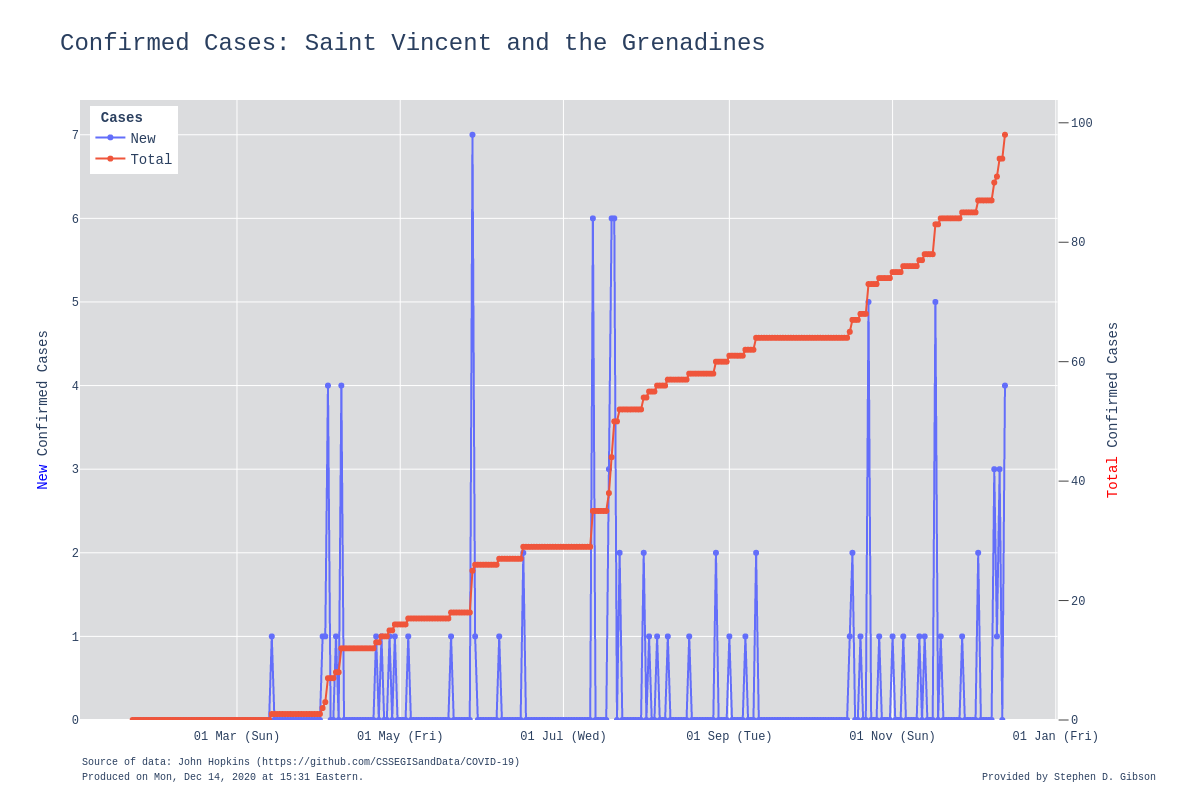 Confirmed Cases: Saint Vincent and the Grenadines
Cases
New
Total
7
6
5
4
3
2
1
0
100
80
60
40
20
0
New Confirmed Cases
Total Confirmed Cases
01 Mar (Sun)
01 May (Fri)
01 Jul (Wed)
01 Sep (Tue)
01 Nov (Sun)
01 Jan (Fri)
Source of data: John Hopkins (https://github.com/CSSEGISandData/COVID-19)
Produced on Mon, Dec 14, 2020 at 15:31 Eastern.
Provided by Stephen D. Gibson